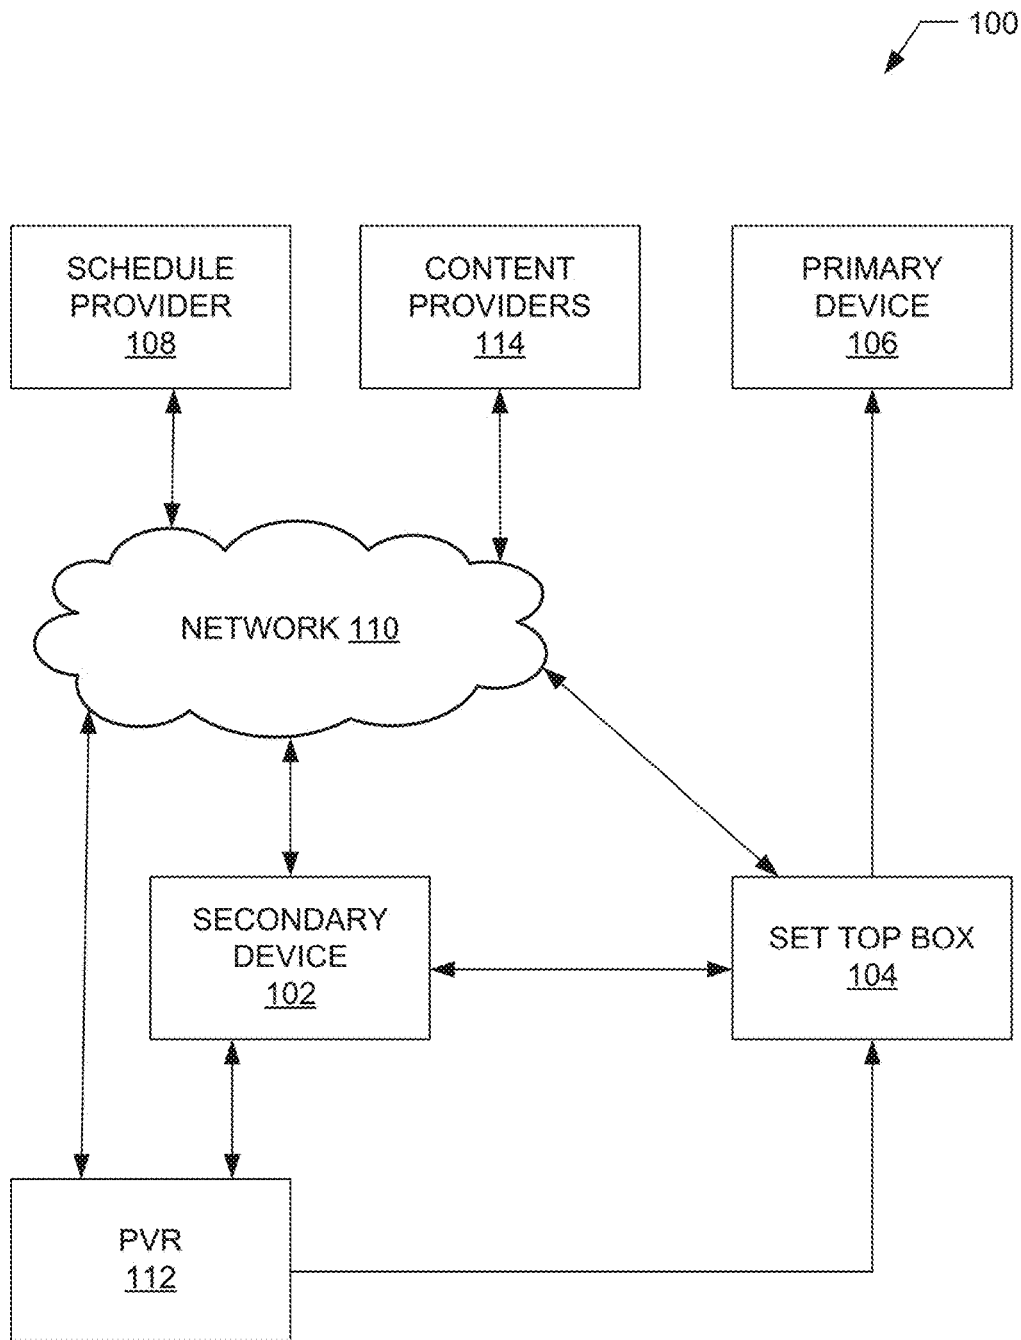 100
SCHEDULE
PROVIDER
108
CONTENT
PROVIDERS
114
PRIMARY
DEVICE
106
NETWORK 110
SECONDARY
DEVICE
102
SET TOP BOX
104
PVR
112